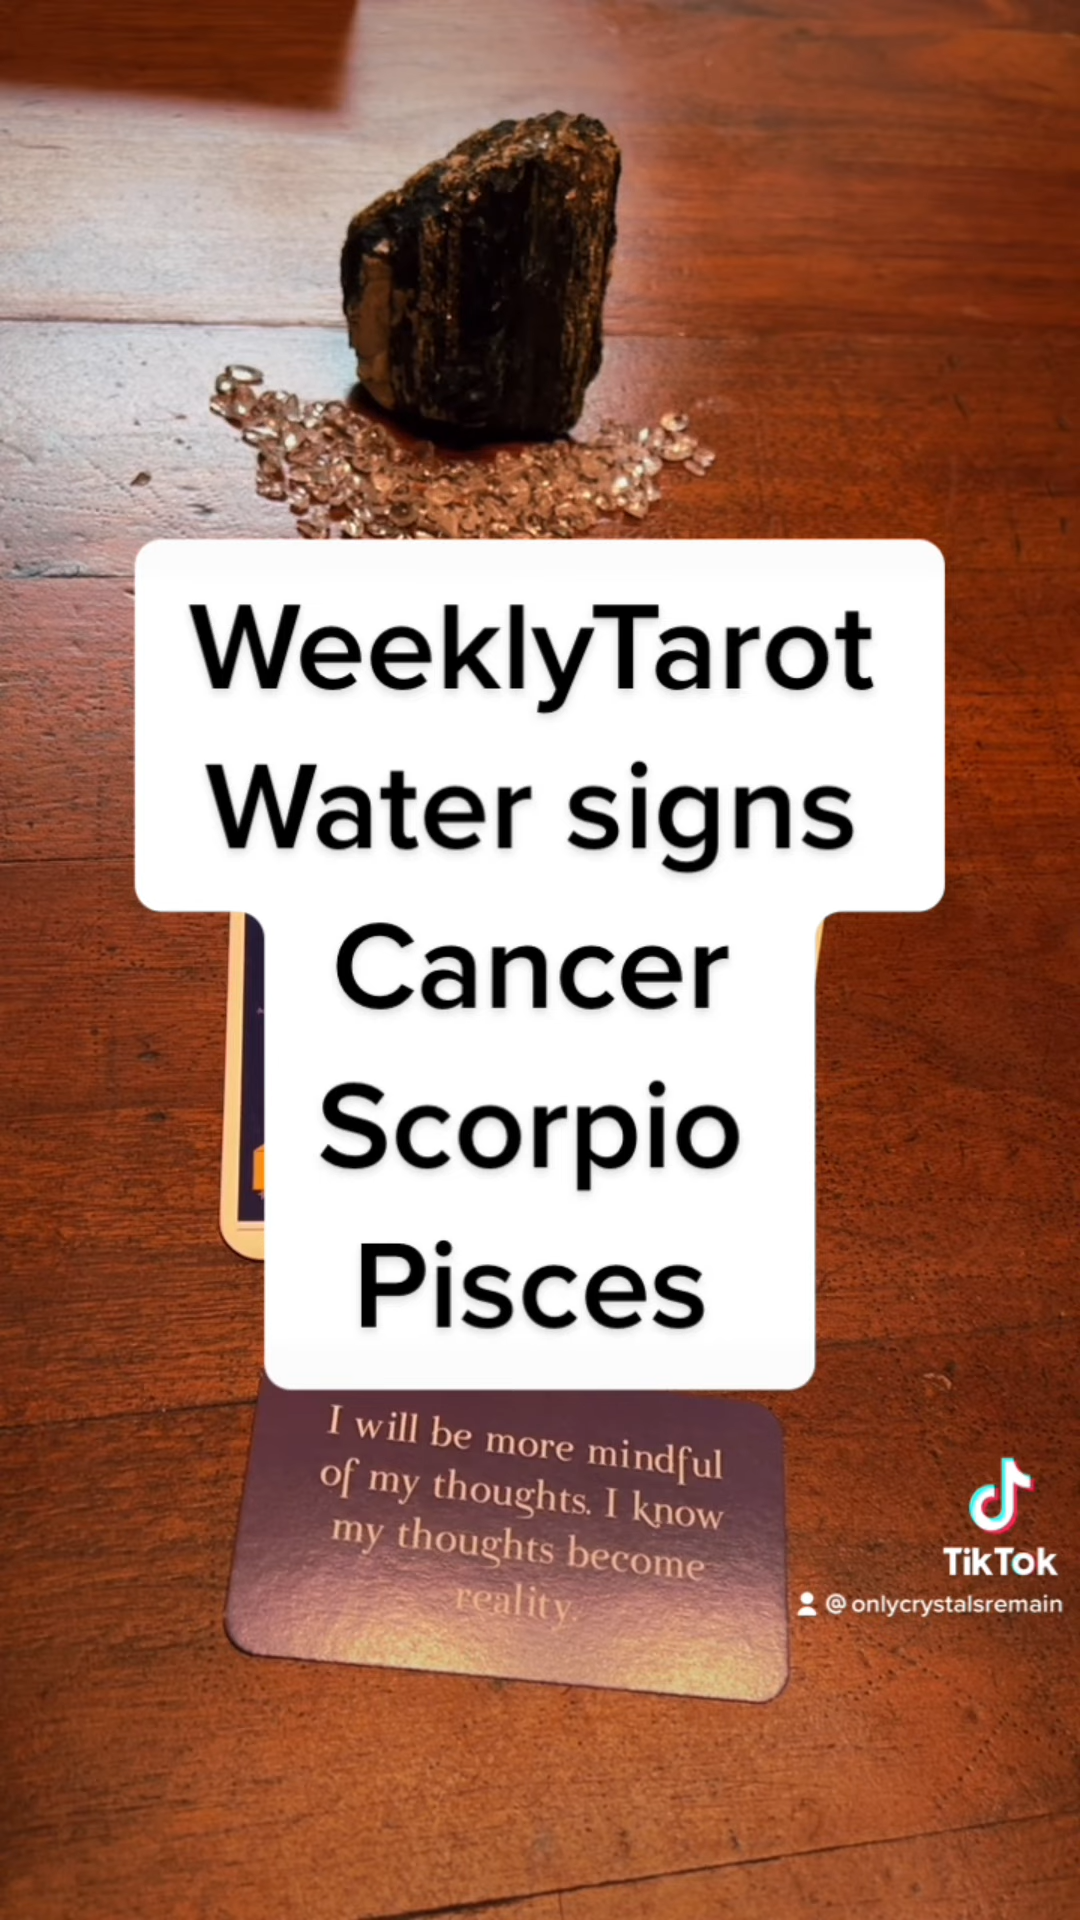 WeeklyTarot
Water signs
Cancer
Scorpio
Pisces
I will be more mindful
of my thoughts. I know
my thoughts become
reality.
TikTok
@onlycrystalsremain